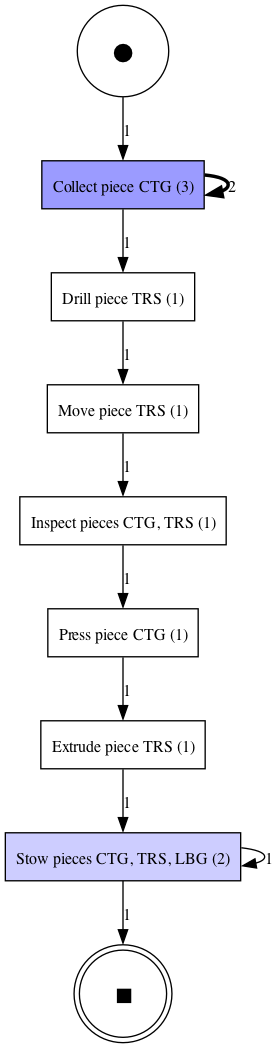 1
Collect piece CTG (3)
2
1
Drill piece TRS (1)
1
Move piece TRS (1)
1
Inspect pieces CTG, TRS (1)
1
Press piece CTG (1)
1
Extrude piece TRS (1)
1
Stow pieces CTG, TRS, LBG (2)
1
1